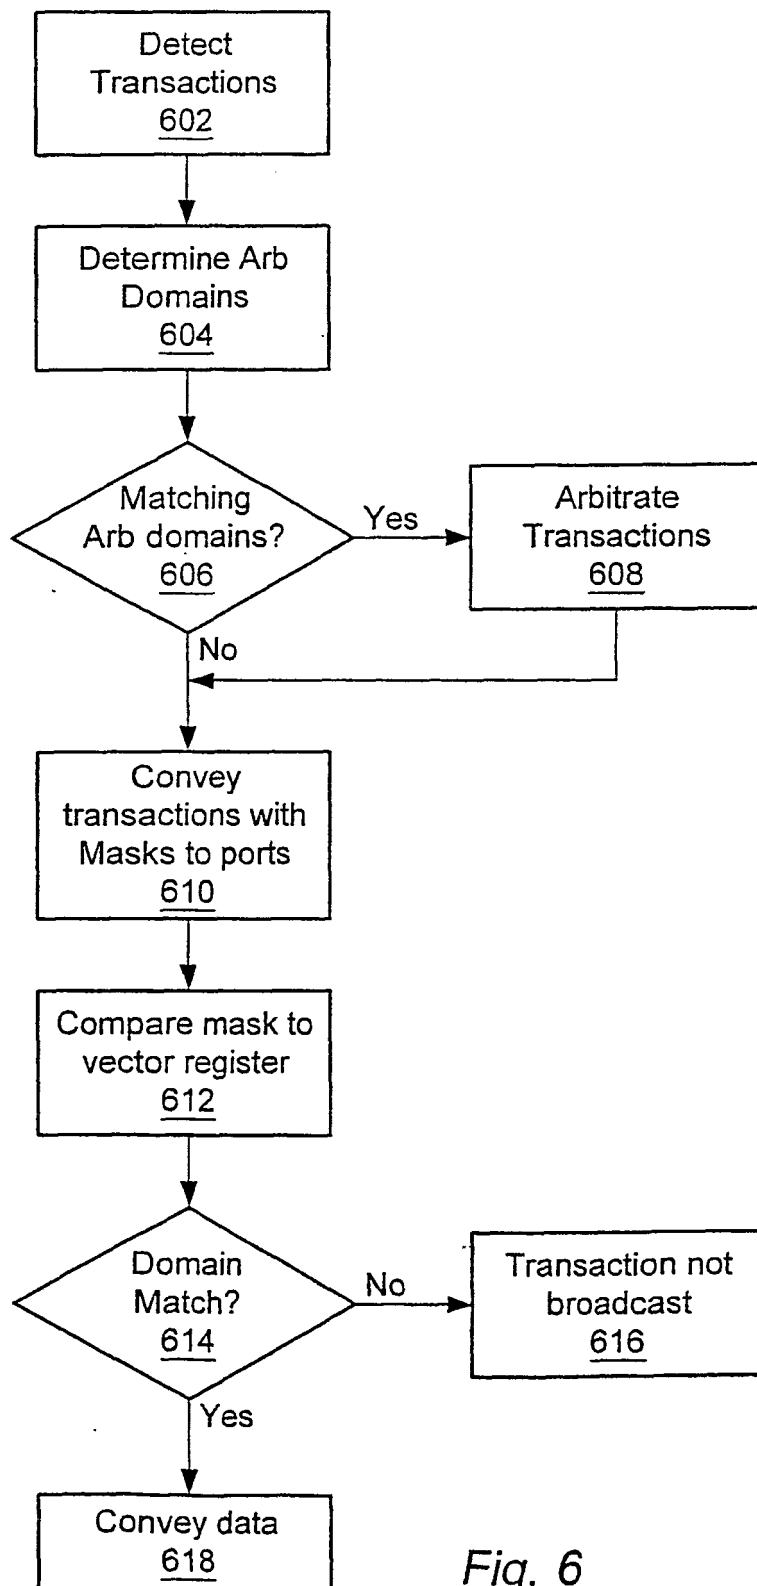 Detect
Transactions
602
Determine Arb
Domains
604
Matching
Arb domains?
606
Yes
Arbitrate
Transactions
608
No
Convey
transactions with
Masks to ports
610
Compare mask to
vector register
612
Domain
Match?
614
No
Transaction not
broadcast
616
Yes
Convey data
618
Fig. 6